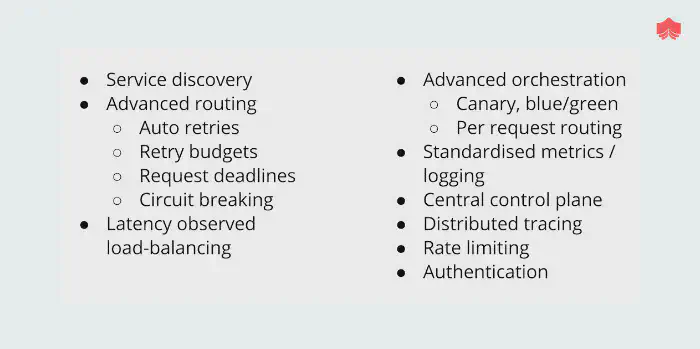 ● Service discovery
● Advanced routing
○ Auto retries
○ Retry budgets
○ Request deadlines
○ Circuit breaking
● Latency observed
load-balancing
● Advanced orchestration
○ Canary, blue/green
○ Per request routing
● Standardised metrics /
logging
● Central control plane
● Distributed tracing
● Rate limiting
● Authentication